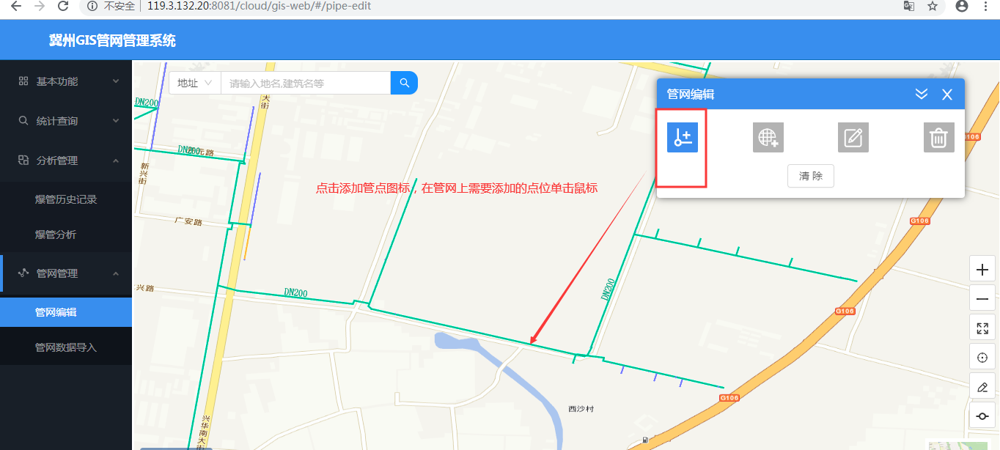 不安全 119.3.132.20:8081/cloud/gis-web/#/pipe-edit
冀州GIS管网管理系统
基本功能
统计查询
分析管理
爆管历史记录
爆管分析
管网管理
管网编辑
管网数据导入
地址 请输入地名,建筑名等
管网编辑
清 除
点击添加管点图标，在管网上需要添加的点位单击鼠标
DN200
大街
DN200
元路
新兴街
广安路
兴路
DN200
DN200
G106
G106
G106
G106
西沙村
兴华南大街